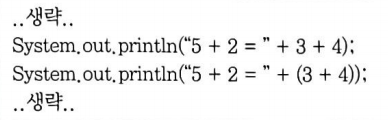 ..생략..
System.out.println(“5 + 2 = ” + 3 + 4);
System.out.println(“5 + 2 = ” + (3 + 4));
..생략..